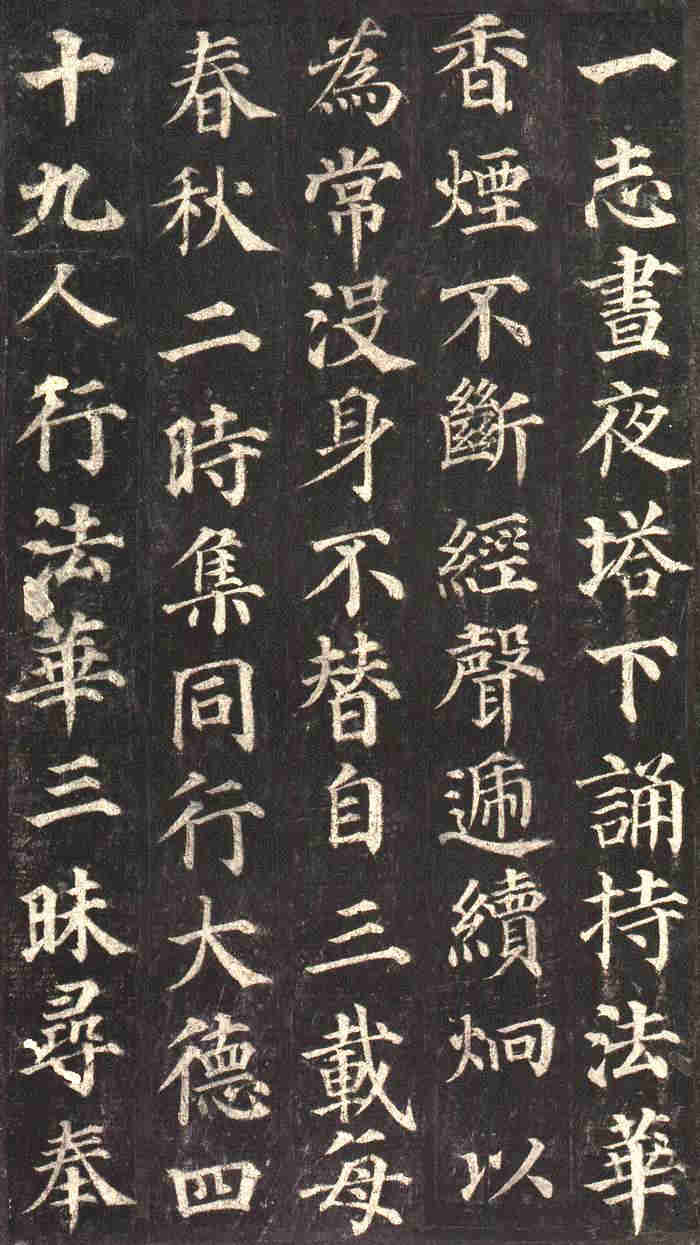 一志晝夜塔下誦持法華
香煙不斷經聲遞續炯以
為常沒身不替自三載每
春秋二時集同行大德四
十九人行法華三昧尋奉